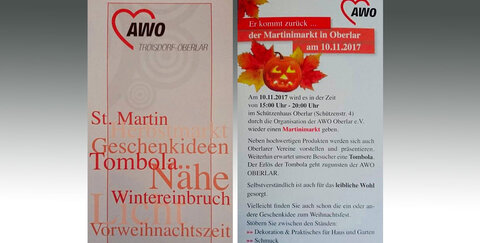 AWO
TROISDORF-OBERLAR
St. Martin
Herbstmarkt
Geschenkideen
Tombola
Nähe
Wintereinbruch
Licht
Vorweihnachtszeit
AWO
Er kommt zurück ...
der Martinimarkt in Oberlar
am 10.11.2017
Am 10.11.2017 wird es in der Zeit
von 15:00 Uhr - 20:00 Uhr
im Schützenhaus Oberlar (Schützenstr. 4)
durch die Organisation der AWO Oberlar e.V.
wieder einen Martinimarkt geben.
Neben hochwertigen Produkten werden sich auch
Oberlarer Vereine vorstellen und präsentieren.
Weiterhin erwartet unsere Besucher eine Tombola.
Der Erlös der Tombola geht zugunsten der AWO
OBERLAR.
Selbstverständlich ist auch für das leibliche Wohl
gesorgt.
Vielleicht finden Sie auch schon die ein oder an-
dere Geschenkidee zum Weihnachtsfest.
Stöbern Sie zwischen den Ständen.
»» Dekoration & Praktisches für Haus und Garten
»» Schmuck